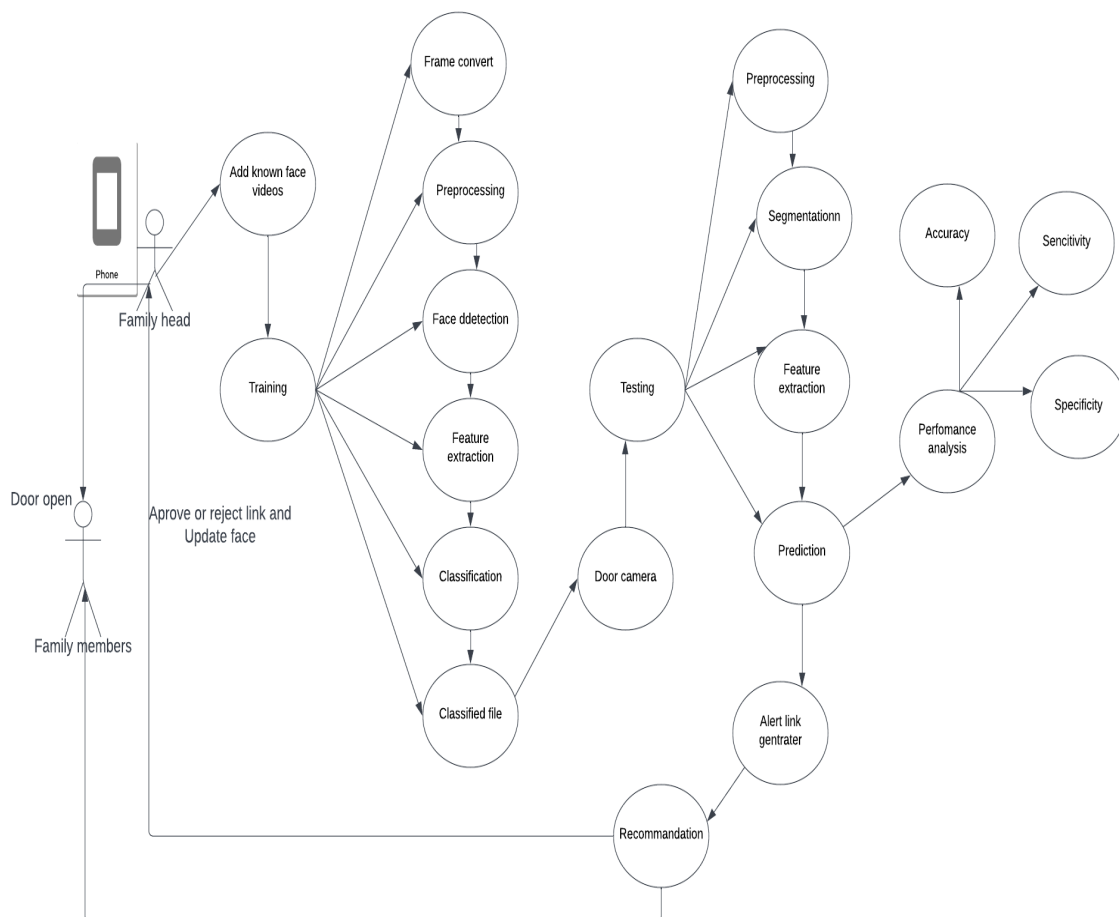 Frame convert
Preprocessing
Add known face
videos
Preprocessing
Segmentationn
Accuracy
Sencitivity
Phone
Family head
Face ddetection
Training
Testing
Feature
extraction
Specificity
Perfomance
analysis
Feature
extraction
Door open
Aprove or reject link and
Update face
Prediction
Classification
Door camera
Family members
Classified file
Alert link
gentrater
Recommandation